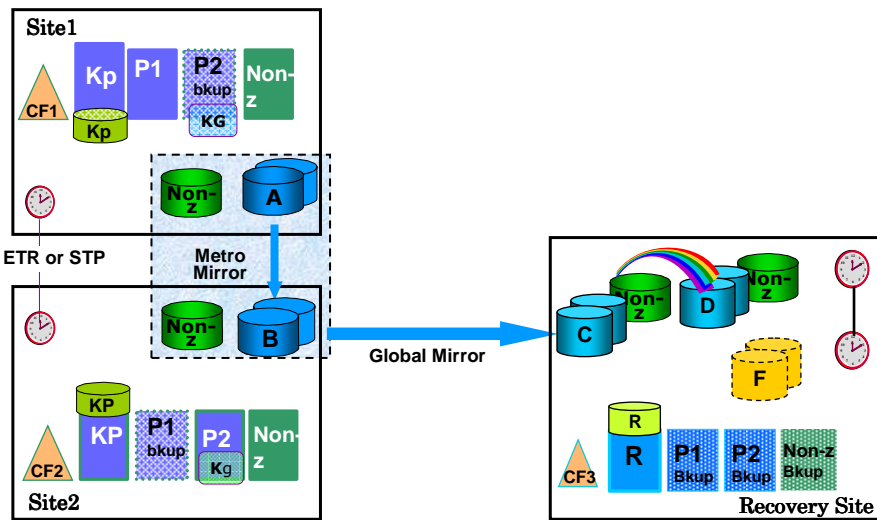 Site1
Kp
P1
P2
bkup
Non-
z
CF1
Kp
KG
Non-
z
A
ETR or STP
Metro
Mirror
Non-
z
B
Global Mirror
KP
KP
P1
bkup
P2
Kg
Non-
z
CF2
Site2
Non-
z
Non-
z
C
D
F
R
R
P1
Bkup
P2
Bkup
Non-z
Bkup
CF3
Recovery Site